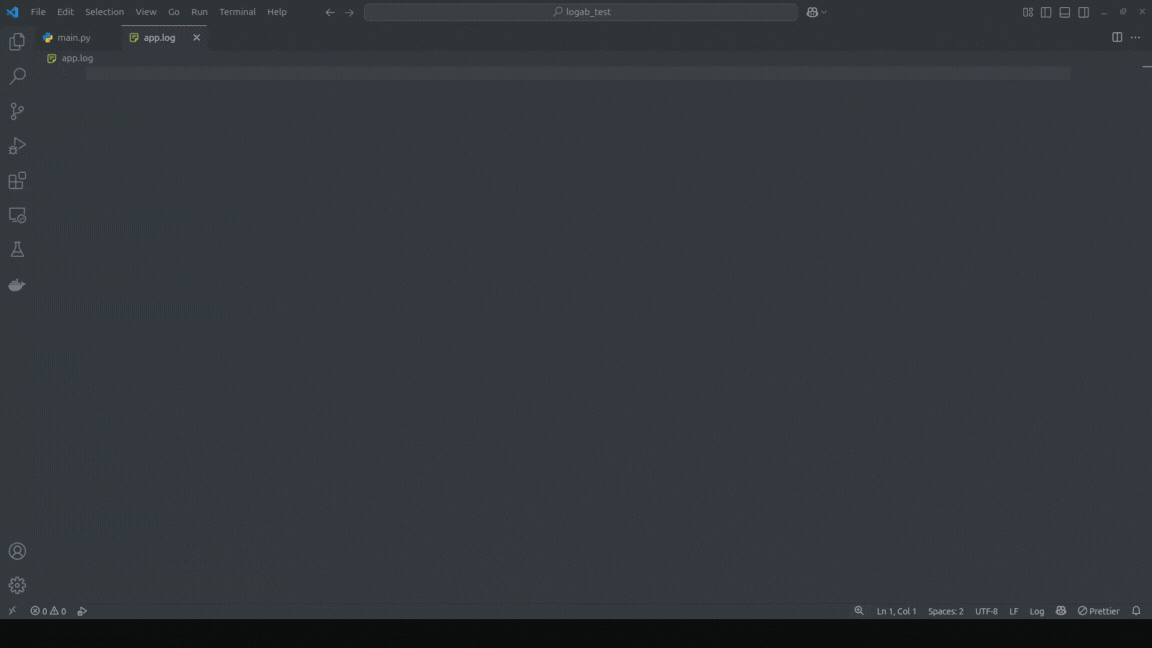 File Edit Selection View Go Run Terminal Help
logab_test
main.py
app.log
app.log
0 0
Ln 1, Col 1 Spaces: 2 UTF-8 LF Log Prettier